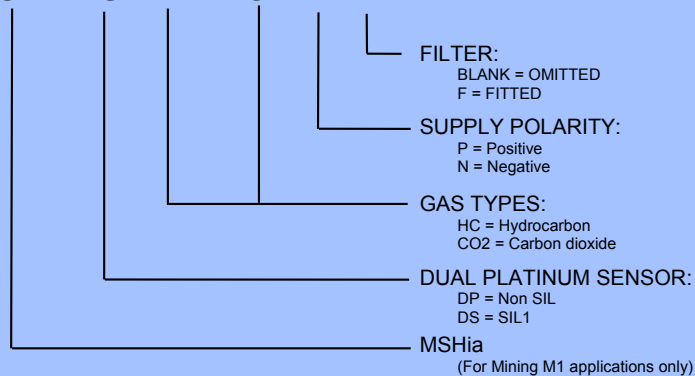 FILTER:
BLANK = OMITTED
F = FITTED
SUPPLY POLARITY:
P = Positive
N = Negative
GAS TYPES:
HC = Hydrocarbon
CO2 = Carbon dioxide
DUAL PLATINUM SENSOR:
DP = Non SIL
DS = SIL1
MSHia
(For Mining M1 applications only)